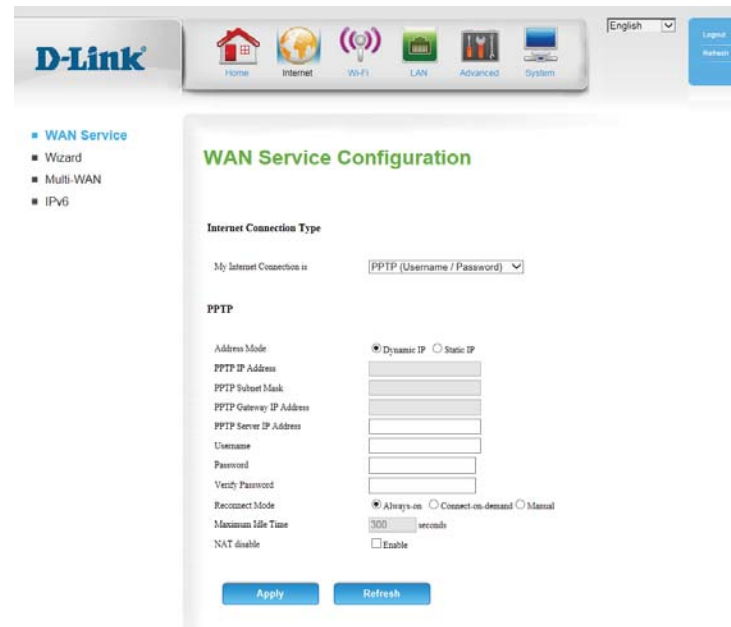 English
Logout
Refresh
D-Link
Home Internet Wi-Fi LAN Advanced System
WAN Service
Wizard
Multi-WAN
IPv6
WAN Service Configuration
Internet Connection Type
My Internet Connection is PPTP (Username / Password)
PPTP
Address Mode Dynamic IP Static IP
PPTP IP Address
PPTP Subnet Mask
PPTP Gateway IP Address
PPTP Server IP Address
Username
Password
Verify Password
Reconnect Mode Always-on Connect-on-demand Manual
Maximum Idle Time 300 seconds
NAT disable Enable
Apply Refresh